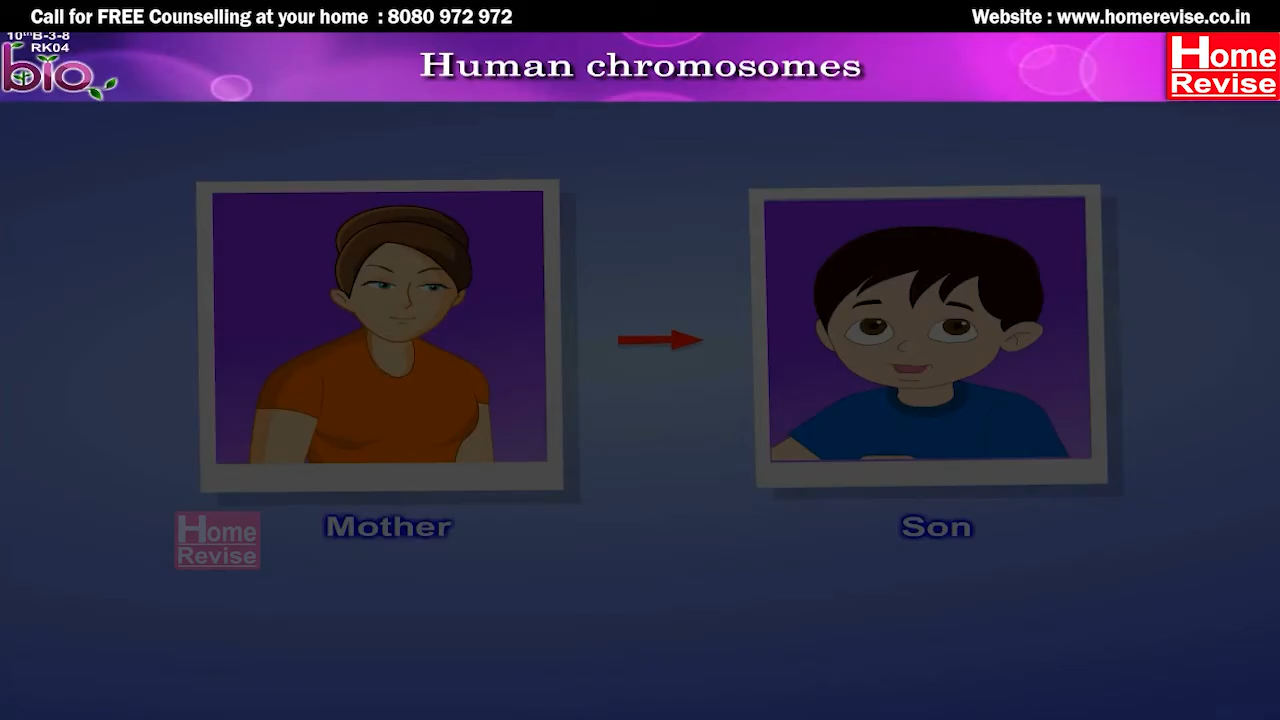 Call for FREE Counselling at your home : 8080 972 972
Website : www.homerevise.co.in
10thB-3-8
RK04
bio
Human chromosomes
Home
Revise
Mother
Son
Home
Revise